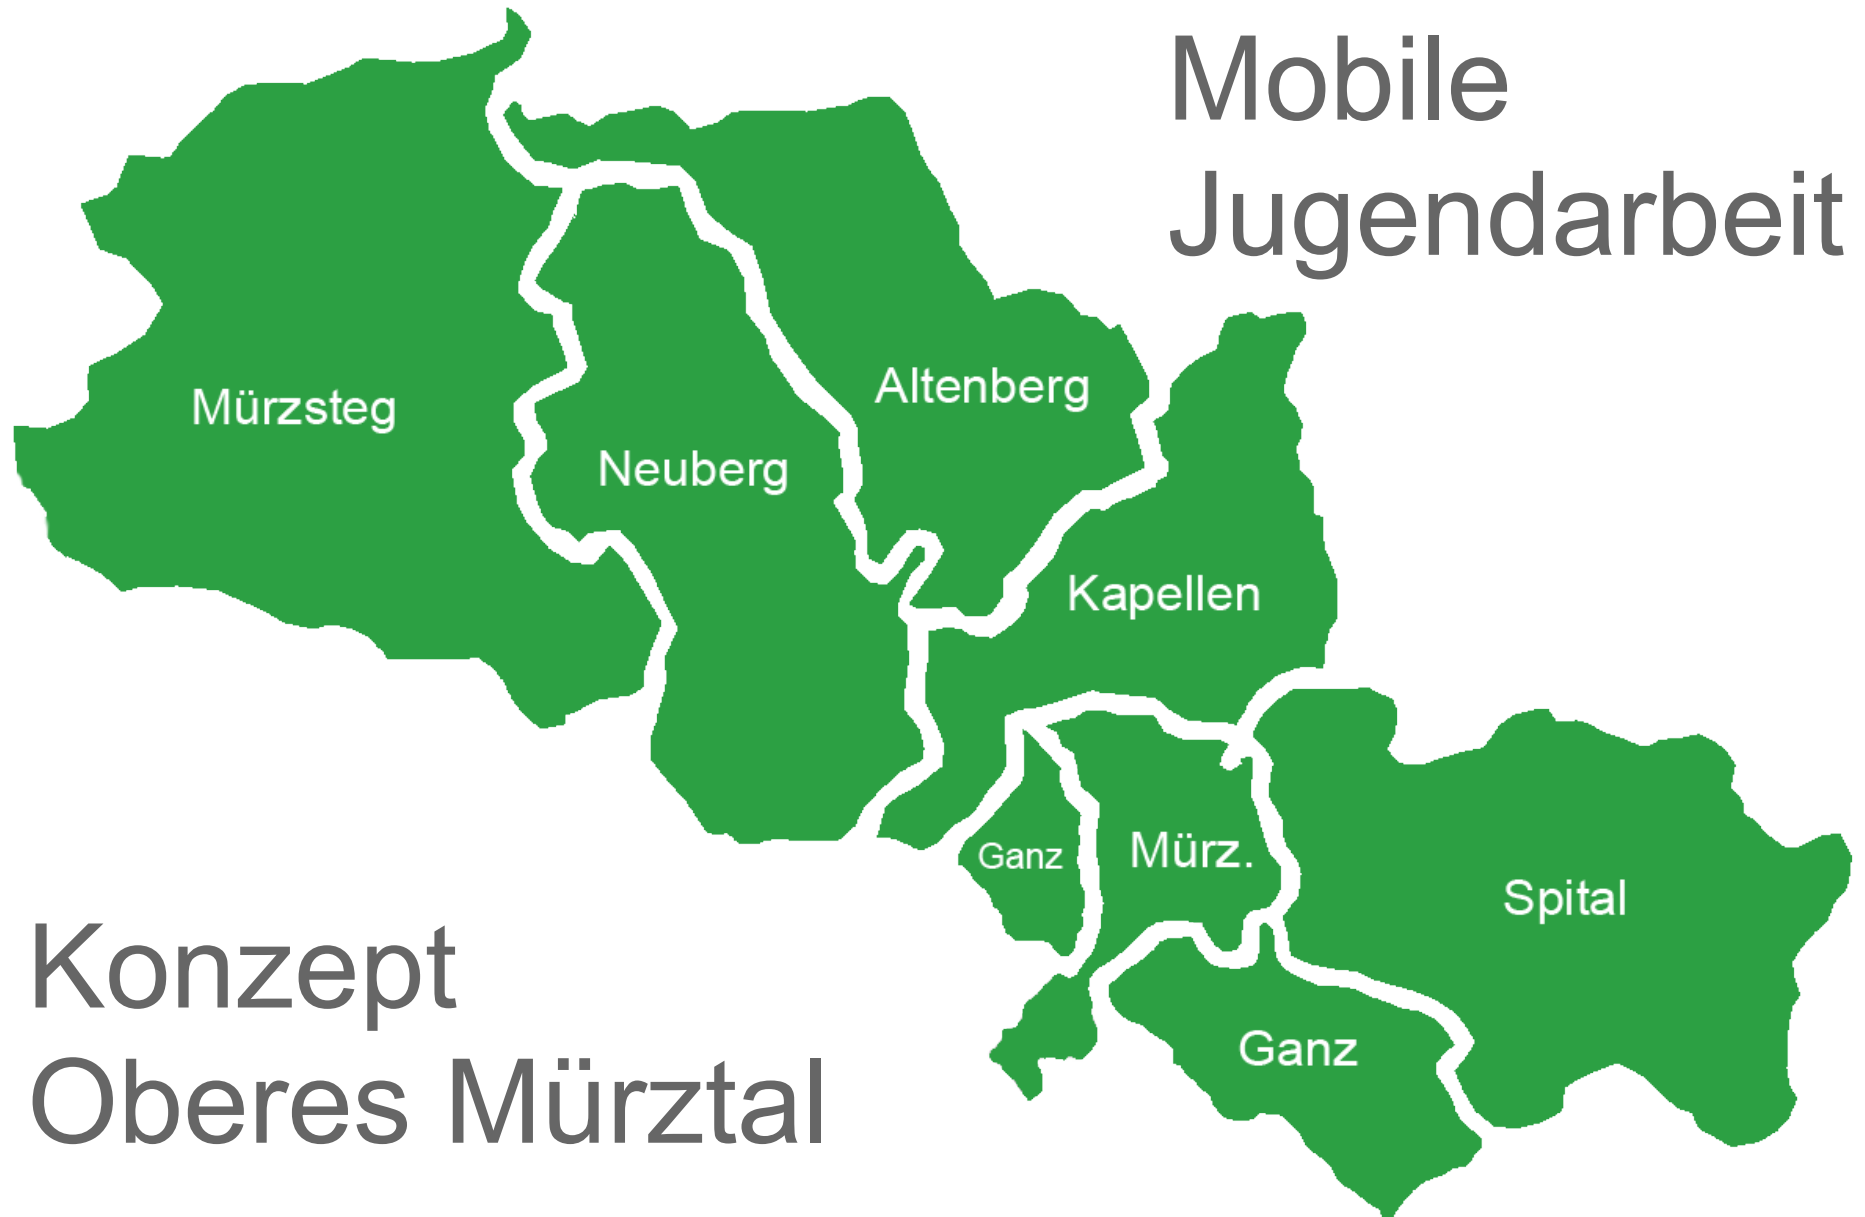 Mobile
Jugendarbeit
Mürzsteg
Altenberg
Neuberg
Kapellen
Ganz
Mürz.
Spital
Ganz
Konzept
Oberes Mürztal